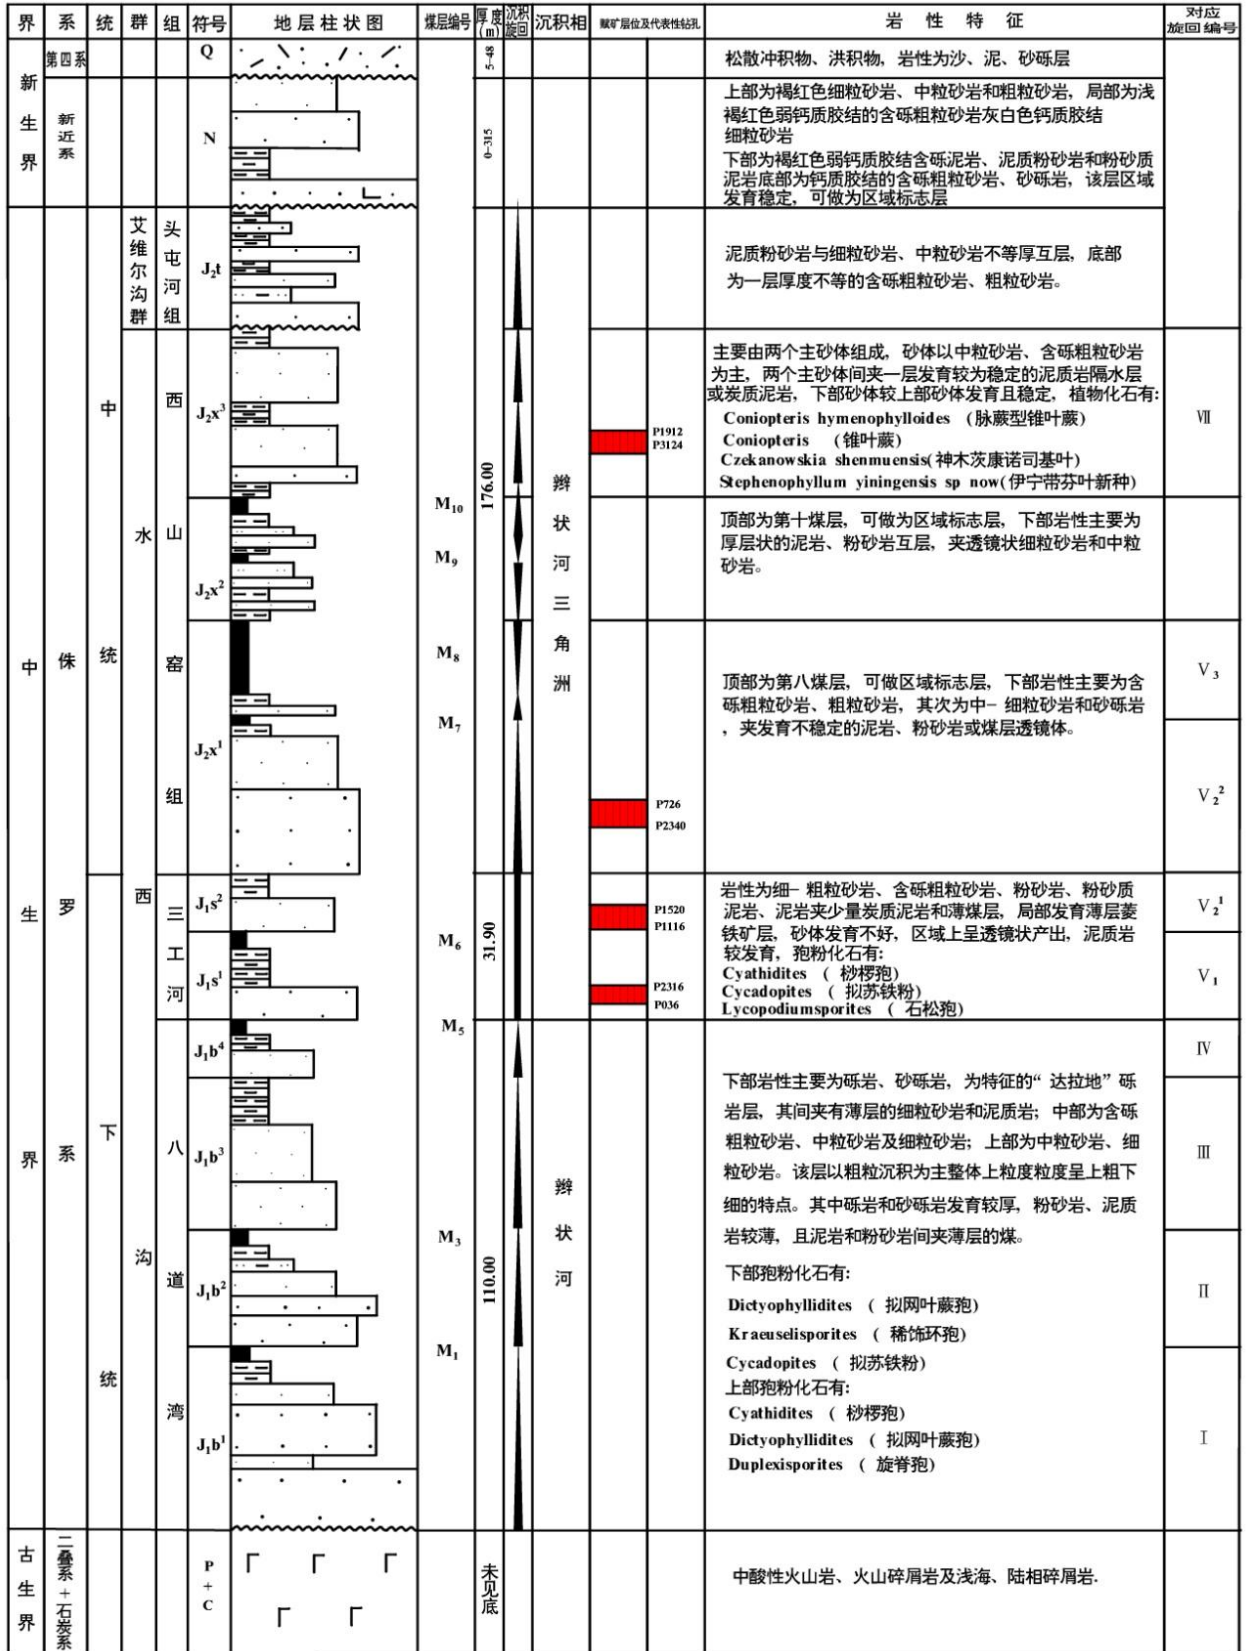 界 系 统 群 组 符号 地层柱状图 煤层编号 厚度(m) 沉积旋回 沉积相 赋矿层位及代表性钻孔 岩性特征 对应旋回编号
新生界
第四系
Q
5-48
松散冲积物、洪积物，岩性为沙、泥、砂砾层
新近系
N
0-315
上部为褐红色细粒砂岩、中粒砂岩和粗粒砂岩，局部为浅
褐红色弱钙质胶结的含砾粗粒砂岩灰白色钙质胶结
细粒砂岩
下部为褐红色弱钙质胶结含砾泥岩、泥质粉砂岩和粉砂质
泥岩底部为钙质胶结的含砾粗粒砂岩、砂砾岩，该层区域
发育稳定，可做为区域标志层
中生界
侏罗系
中统
艾维尔沟群
头屯河组
J₂t
泥质粉砂岩与细粒砂岩、中粒砂岩不等厚互层，底部
为一层厚度不等的含砾粗粒砂岩、粗粒砂岩。
水西沟
西山窑组
176.00
辫状河三角洲
J₂x³
P1912
P3124
主要由两个主砂体组成，砂体以中粒砂岩、含砾粗粒砂岩
为主，两个主砂体间夹一层发育较为稳定的泥质岩隔水层
或炭质泥岩，下部砂体较上部砂体发育且稳定，植物化石有:
Coniopteris hymenophylloides (脉蕨型锥叶蕨)
Coniopteris (锥叶蕨)
Czekanowskia shenmuensis(神木茨康诺司基叶)
Stephenophyllum yiningensis sp now(伊宁带芬叶新种)
Ⅶ
J₂x²
M₁₀
M₉
顶部为第十煤层，可做为区域标志层，下部岩性主要为
厚层状的泥岩、粉砂岩互层，夹透镜状细粒砂岩和中粒
砂岩。
J₂x¹
M₈
M₇
P726
P2340
顶部为第八煤层，可做区域标志层，下部岩性主要为含
砾粗粒砂岩、粗粒砂岩，其次为中- 细粒砂岩和砂砾岩
，夹发育不稳定的泥岩、粉砂岩或煤层透镜体。
Ⅴ₃
Ⅴ₂²
下统
三工河
J₁s²
J₁s¹
M₆
31.90
P1520
P1116
P2316
P036
岩性为细- 粗粒砂岩、含砾粗粒砂岩、粉砂岩、粉砂质
泥岩、泥岩夹少量炭质泥岩和薄煤层，局部发育薄层菱
铁矿层，砂体发育不好，区域上呈透镜状产出，泥质岩
较发育，孢粉化石有:
Cyathidites ( 桫椤孢)
Cycadopites ( 拟苏铁粉)
Lycopodiumsporites ( 石松孢)
Ⅴ₂¹
Ⅴ₁
八道湾
J₁b⁴
J₁b³
J₁b²
J₁b¹
M₅
M₃
M₁
110.00
辫状河
下部岩性主要为砾岩、砂砾岩，为特征的“ 达拉地” 砾
岩层，其间夹有薄层的细粒砂岩和泥质岩；中部为含砾
粗粒砂岩、中粒砂岩及细粒砂岩；上部为中粒砂岩、细
粒砂岩。该层以粗粒沉积为主整体上粒度粒度呈上粗下
细的特点。其中砾岩和砂砾岩发育较厚，粉砂岩、泥质
岩较薄，且泥岩和粉砂岩间夹薄层的煤。
下部孢粉化石有:
Dictyophyllidites ( 拟网叶蕨孢)
Kraeuselisporites ( 稀饰环孢)
Cycadopites ( 拟苏铁粉)
上部孢粉化石有:
Cyathidites ( 桫椤孢)
Dictyophyllidites ( 拟网叶蕨孢)
Duplexisporites ( 旋脊孢)
Ⅳ
Ⅲ
Ⅱ
Ⅰ
古生界
二叠系+石炭系
P+C
未见底
中酸性火山岩、火山碎屑岩及浅海、陆相碎屑岩.